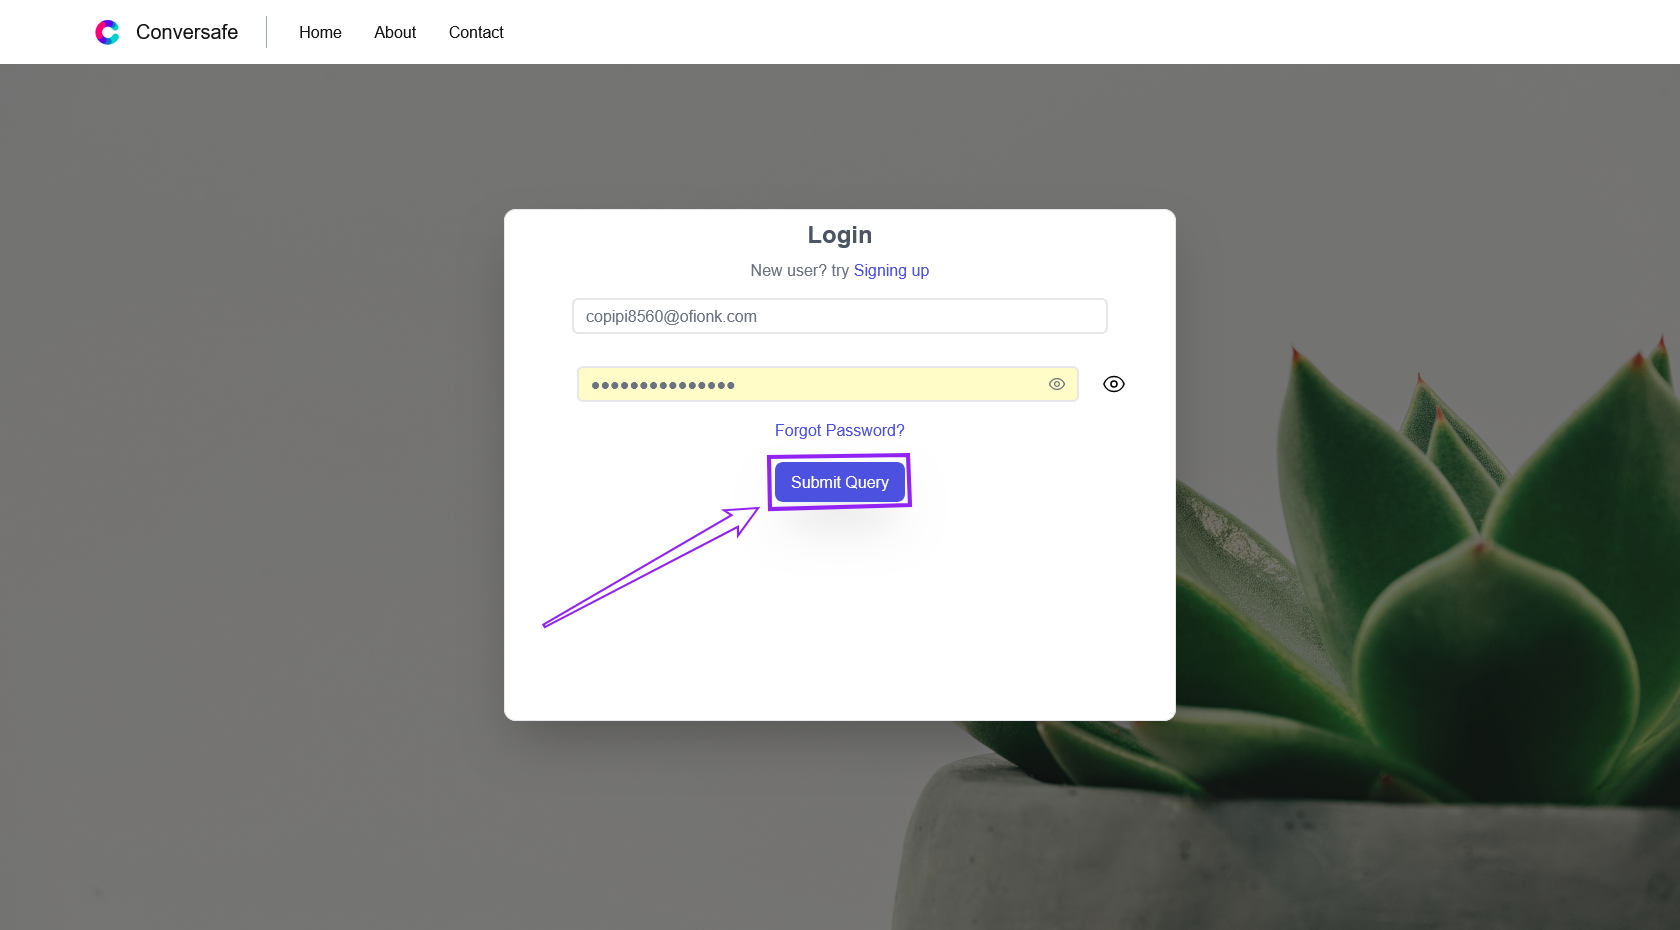 Conversafe
Home
About
Contact
Login
New user? try Signing up
copipi8560@ofionk.com
●●●●●●●●●●●●●●●
Forgot Password?
Submit Query